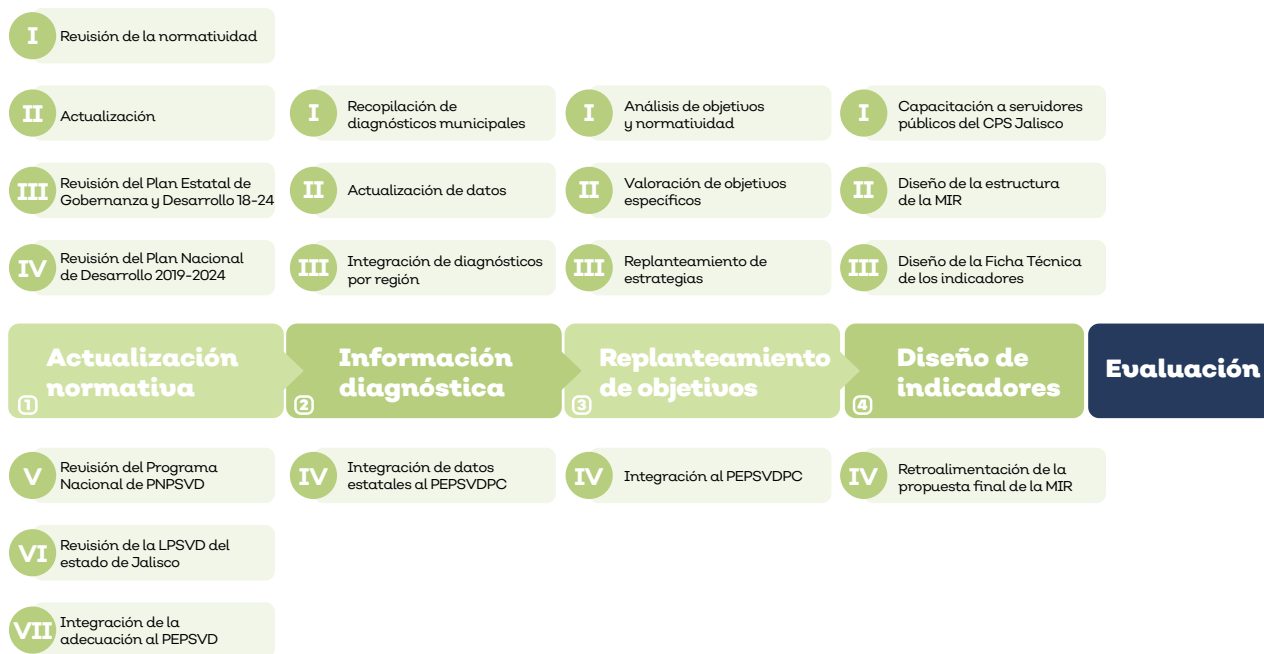 I
Revisión de la normatividad
II
Actualización
III
Revisión del Plan Estatal de
Gobernanza y Desarrollo 18-24
IV
Revisión del Plan Nacional
de Desarrollo 2019-2024
I
Recopilación de
diagnósticos municipales
II
Actualización de datos
III
Integración de diagnósticos
por región
I
Análisis de objetivos
y normatividad
II
Valoración de objetivos
específicos
III
Replanteamiento de
estrategias
I
Capacitación a servidores
públicos del CPS Jalisco
II
Diseño de la estructura
de la MIR
III
Diseño de la Ficha Técnica
de los indicadores
Actualización
normativa
1
Información
diagnóstica
2
Replanteamiento
de objetivos
3
Diseño de
indicadores
4
Evaluación
V
Revisión del Programa
Nacional de PNPSVD
VI
Revisión de la LPSVD del
estado de Jalisco
VII
Integración de la
adecuación al PEPSVD
IV
Integración de datos
estatales al PEPSVDPC
IV
Integración al PEPSVDPC
IV
Retroalimentación de la
propuesta final de la MIR